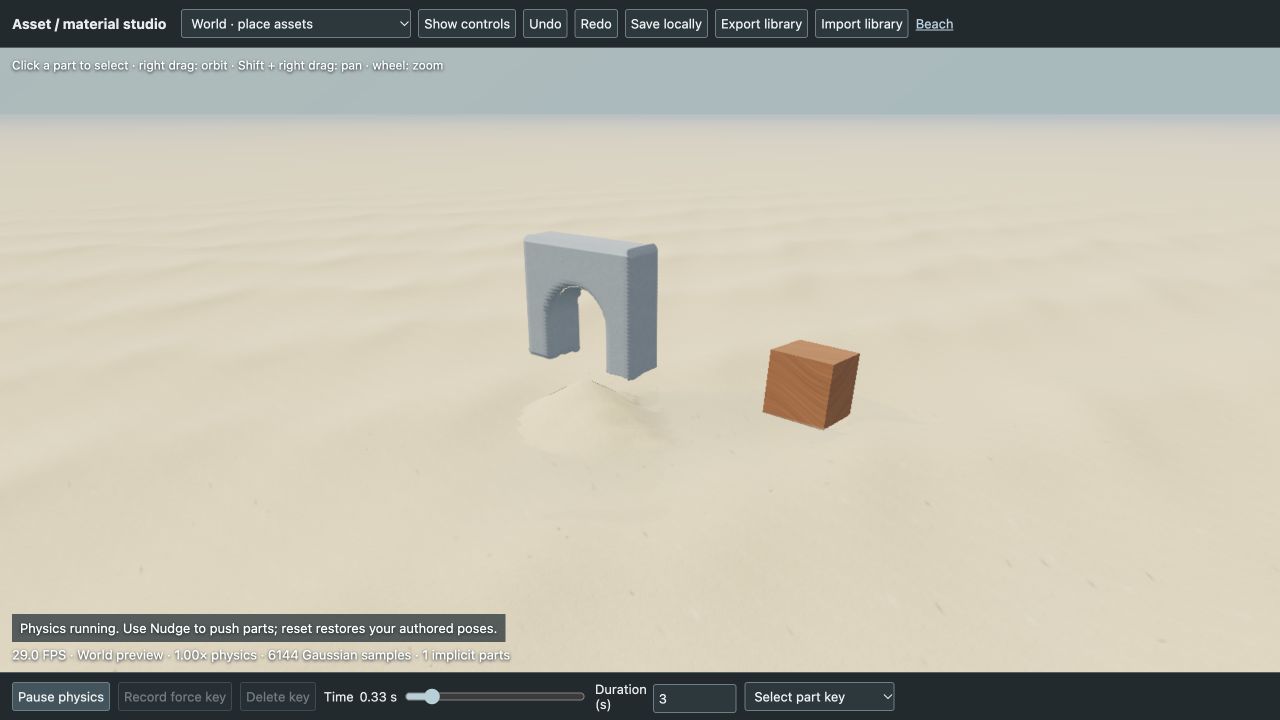 Asset / material studio
World · place assets
Show controls
Undo
Redo
Save locally
Export library
Import library
Beach
Click a part to select · right drag: orbit · Shift + right drag: pan · wheel: zoom
Physics running. Use Nudge to push parts; reset restores your authored poses.
29.0 FPS · World preview · 1.00× physics · 6144 Gaussian samples · 1 implicit parts
Pause physics
Record force key
Delete key
Time 0.33 s
Duration
(s)
3
Select part key